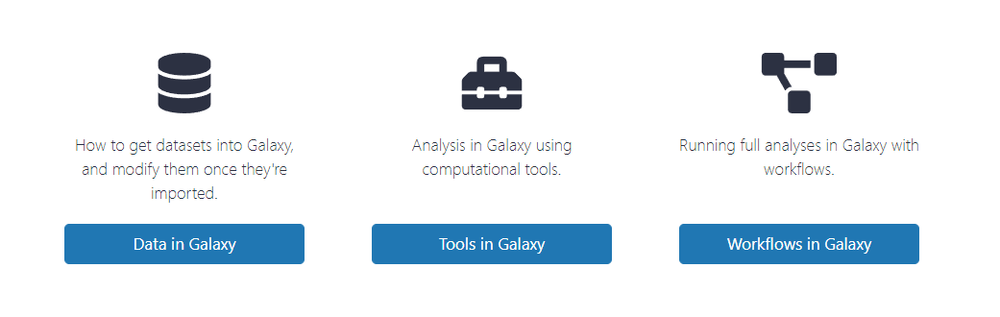 How to get datasets into Galaxy,
and modify them once they're
imported.
Data in Galaxy
Analysis in Galaxy using
computational tools.
Tools in Galaxy
Running full analyses in Galaxy with
workflows.
Workflows in Galaxy